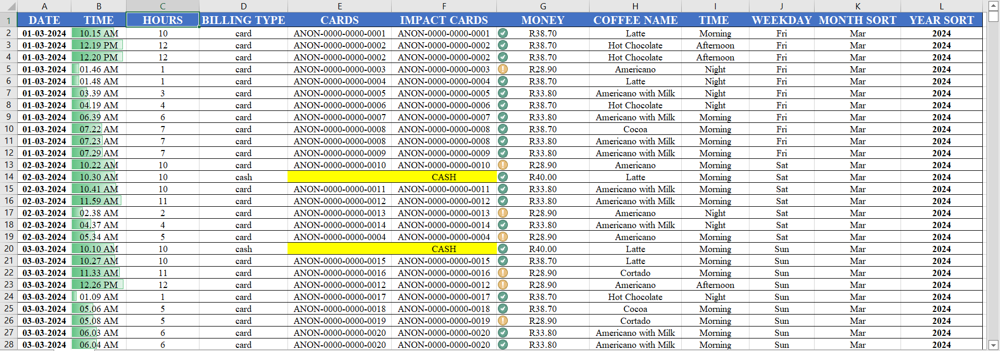 A B C D E F G H I J K L
1 DATE TIME HOURS BILLING TYPE CARDS IMPACT CARDS MONEY COFFEE NAME TIME WEEKDAY MONTH SORT YEAR SORT
2 01-03-2024 10.15 AM 10 card ANON-0000-0000-0001 ANON-0000-0000-0001 R38.70 Latte Morning Fri Mar 2024
3 01-03-2024 12.19 PM 12 card ANON-0000-0000-0002 ANON-0000-0000-0002 R38.70 Hot Chocolate Afternoon Fri Mar 2024
4 01-03-2024 12.20 PM 12 card ANON-0000-0000-0002 ANON-0000-0000-0002 R38.70 Hot Chocolate Afternoon Fri Mar 2024
5 01-03-2024 01.46 AM 1 card ANON-0000-0000-0003 ANON-0000-0000-0003 R28.90 Americano Night Fri Mar 2024
6 01-03-2024 01.48 AM 1 card ANON-0000-0000-0004 ANON-0000-0000-0004 R38.70 Latte Night Fri Mar 2024
7 01-03-2024 03.39 AM 3 card ANON-0000-0000-0005 ANON-0000-0000-0005 R33.80 Americano with Milk Night Fri Mar 2024
8 01-03-2024 04.19 AM 4 card ANON-0000-0000-0006 ANON-0000-0000-0006 R38.70 Hot Chocolate Night Fri Mar 2024
9 01-03-2024 06.39 AM 6 card ANON-0000-0000-0007 ANON-0000-0000-0007 R33.80 Americano with Milk Morning Fri Mar 2024
10 01-03-2024 07.22 AM 7 card ANON-0000-0000-0008 ANON-0000-0000-0008 R38.70 Cocoa Morning Fri Mar 2024
11 01-03-2024 07.23 AM 7 card ANON-0000-0000-0008 ANON-0000-0000-0008 R33.80 Americano with Milk Morning Fri Mar 2024
12 01-03-2024 07.29 AM 7 card ANON-0000-0000-0009 ANON-0000-0000-0009 R33.80 Americano with Milk Morning Fri Mar 2024
13 02-03-2024 10.22 AM 10 card ANON-0000-0000-0010 ANON-0000-0000-0010 R28.90 Americano Morning Sat Mar 2024
14 02-03-2024 10.30 AM 10 cash CASH R40.00 Latte Morning Sat Mar 2024
15 02-03-2024 10.41 AM 10 card ANON-0000-0000-0011 ANON-0000-0000-0011 R33.80 Americano with Milk Morning Sat Mar 2024
16 02-03-2024 11.59 AM 11 card ANON-0000-0000-0012 ANON-0000-0000-0012 R33.80 Americano with Milk Morning Sat Mar 2024
17 02-03-2024 02.38 AM 2 card ANON-0000-0000-0013 ANON-0000-0000-0013 R28.90 Americano Night Sat Mar 2024
18 02-03-2024 04.37 AM 4 card ANON-0000-0000-0014 ANON-0000-0000-0014 R33.80 Americano with Milk Night Sat Mar 2024
19 02-03-2024 05.34 AM 5 card ANON-0000-0000-0004 ANON-0000-0000-0004 R28.90 Americano Morning Sat Mar 2024
20 03-03-2024 10.10 AM 10 cash CASH R40.00 Latte Morning Sun Mar 2024
21 03-03-2024 10.27 AM 10 card ANON-0000-0000-0015 ANON-0000-0000-0015 R38.70 Latte Morning Sun Mar 2024
22 03-03-2024 11.33 AM 11 card ANON-0000-0000-0016 ANON-0000-0000-0016 R28.90 Cortado Morning Sun Mar 2024
23 03-03-2024 12.26 PM 12 card ANON-0000-0000-0012 ANON-0000-0000-0012 R28.90 Americano Afternoon Sun Mar 2024
24 03-03-2024 01.09 AM 1 card ANON-0000-0000-0017 ANON-0000-0000-0017 R38.70 Hot Chocolate Night Sun Mar 2024
25 03-03-2024 05.06 AM 5 card ANON-0000-0000-0018 ANON-0000-0000-0018 R38.70 Cocoa Morning Sun Mar 2024
26 03-03-2024 05.08 AM 5 card ANON-0000-0000-0019 ANON-0000-0000-0019 R28.90 Cortado Morning Sun Mar 2024
27 03-03-2024 06.03 AM 6 card ANON-0000-0000-0020 ANON-0000-0000-0020 R33.80 Americano with Milk Morning Sun Mar 2024
28 03-03-2024 06.04 AM 6 card ANON-0000-0000-0020 ANON-0000-0000-0020 R33.80 Americano with Milk Morning Sun Mar 2024